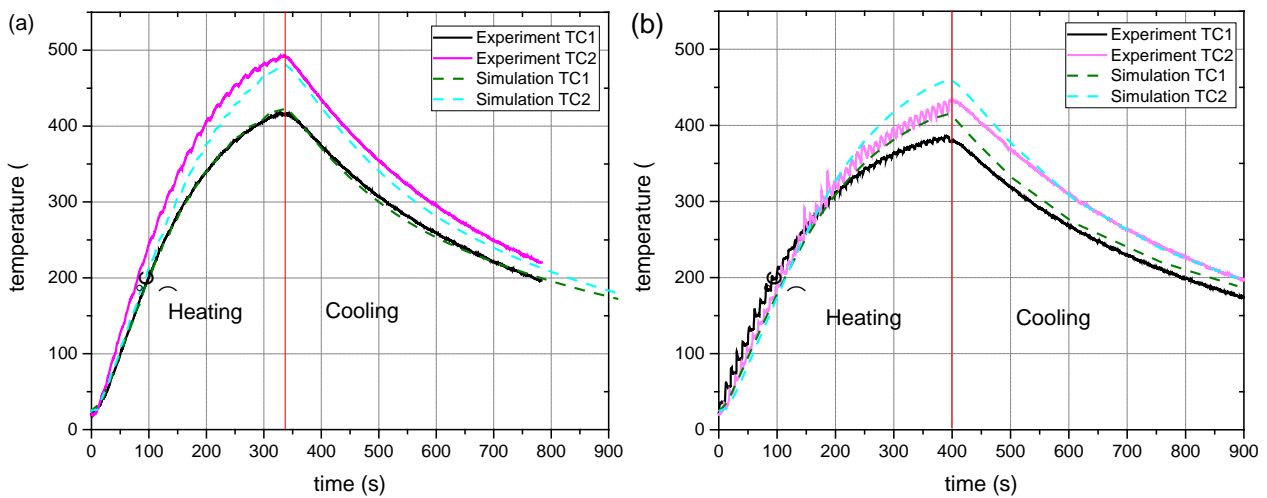 (a)
Experiment TC1
Experiment TC2
Simulation TC1
Simulation TC2
500
400
300
200
100
0
temperature (
°C
)
Heating
Cooling
0 100 200 300 400 500 600 700 800 900
time (s)
(b)
Experiment TC1
Experiment TC2
Simulation TC1
Simulation TC2
500
400
300
200
100
0
temperature (
°C
)
Heating
Cooling
0 100 200 300 400 500 600 700 800 900
time (s)